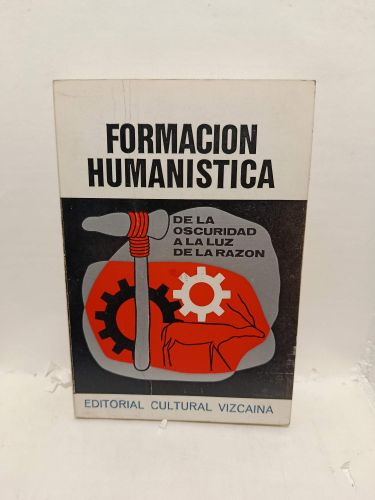 FORMACION
HUMANISTICA
DE LA
OSCURIDAD
A LA LUZ
DE LA RAZON
EDITORIAL CULTURAL VIZCAINA